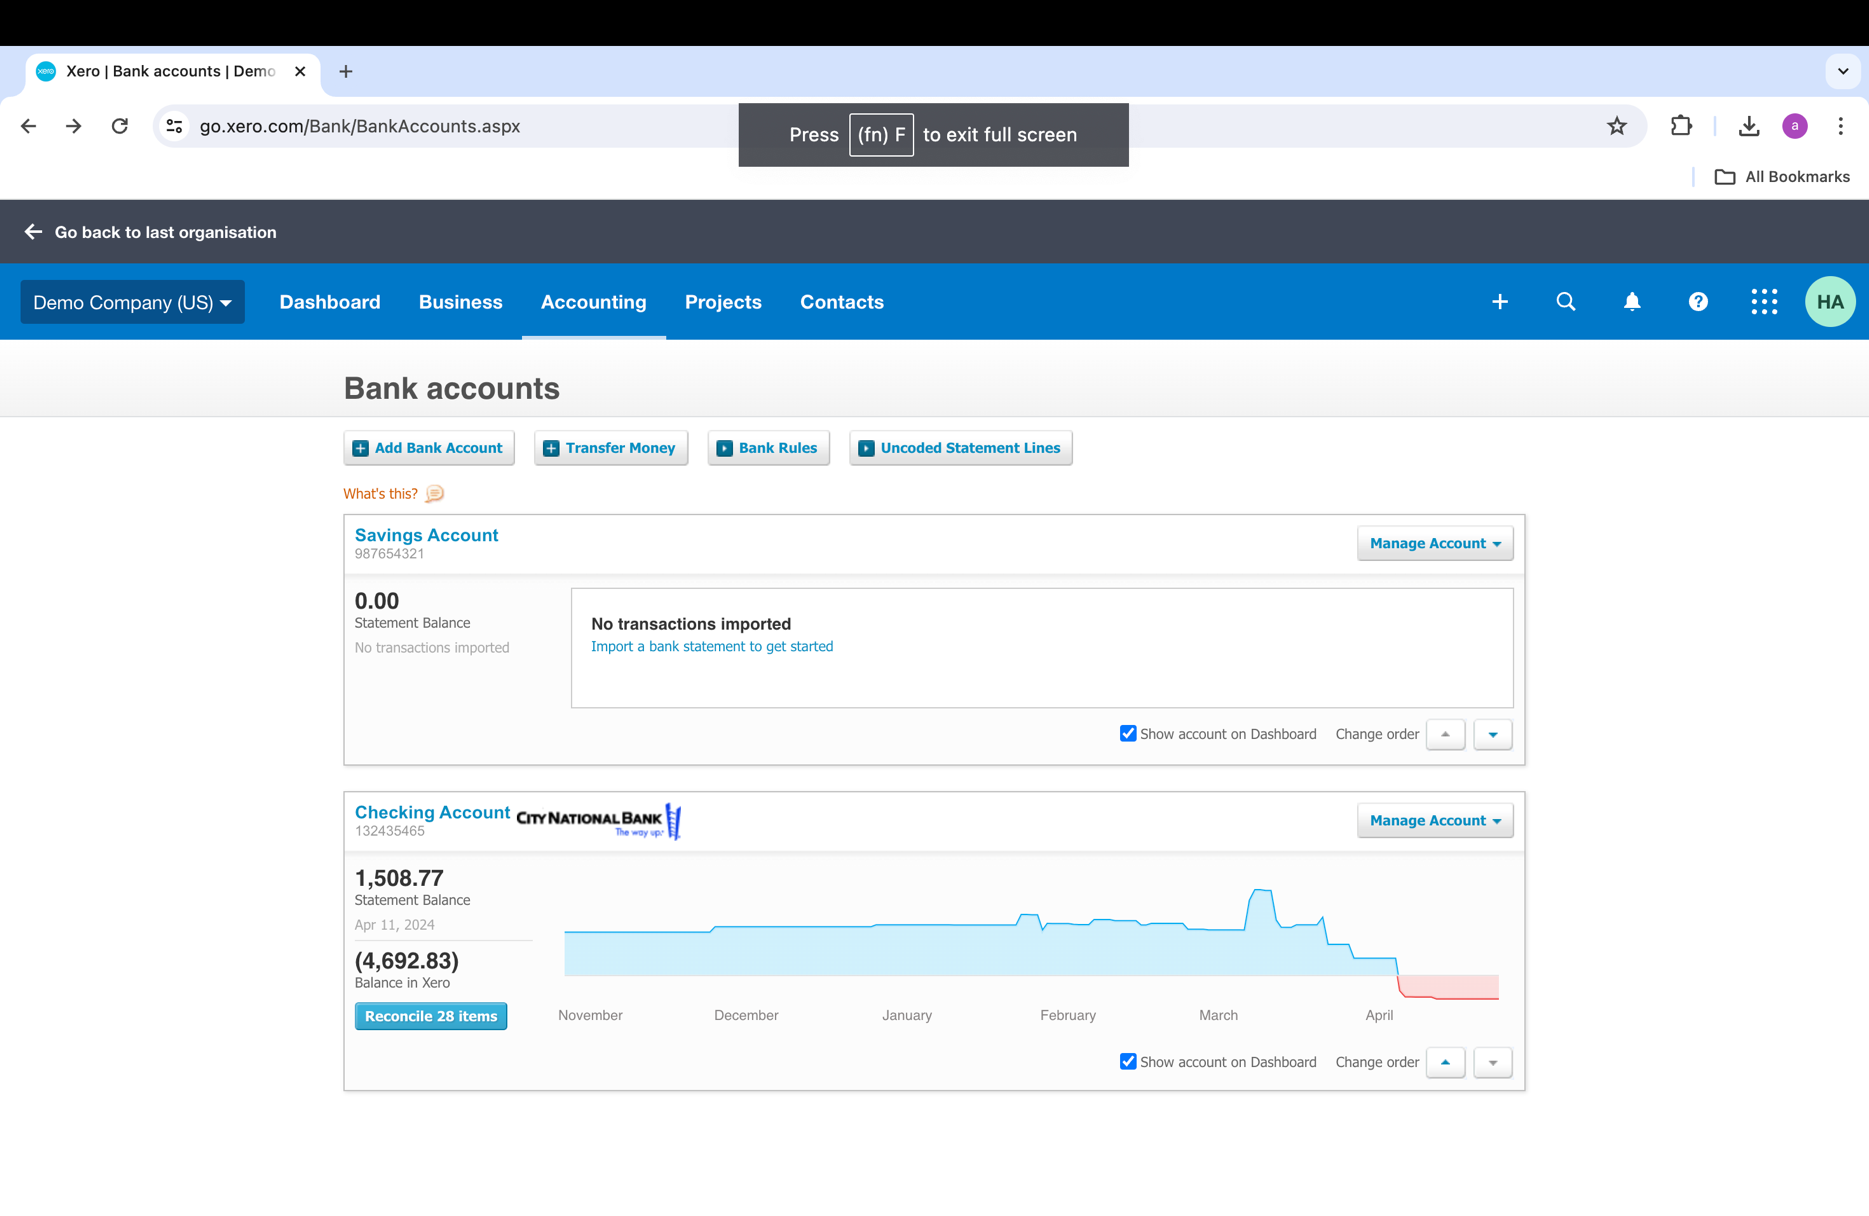 xero
Xero | Bank accounts | Demo
go.xero.com/Bank/BankAccounts.aspx
Press (fn) F to exit full screen
a
All Bookmarks
Go back to last organisation
Demo Company (US)
Dashboard
Business
Accounting
Projects
Contacts
HA
Bank accounts
Add Bank Account
Transfer Money
Bank Rules
Uncoded Statement Lines
What's this?
Savings Account
987654321
Manage Account
0.00
Statement Balance
No transactions imported
No transactions imported
Import a bank statement to get started
Show account on Dashboard
Change order
Checking Account
CITY NATIONAL BANK
The way up.
132435465
Manage Account
1,508.77
Statement Balance
Apr 11, 2024
(4,692.83)
Balance in Xero
Reconcile 28 items
November
December
January
February
March
April
Show account on Dashboard
Change order